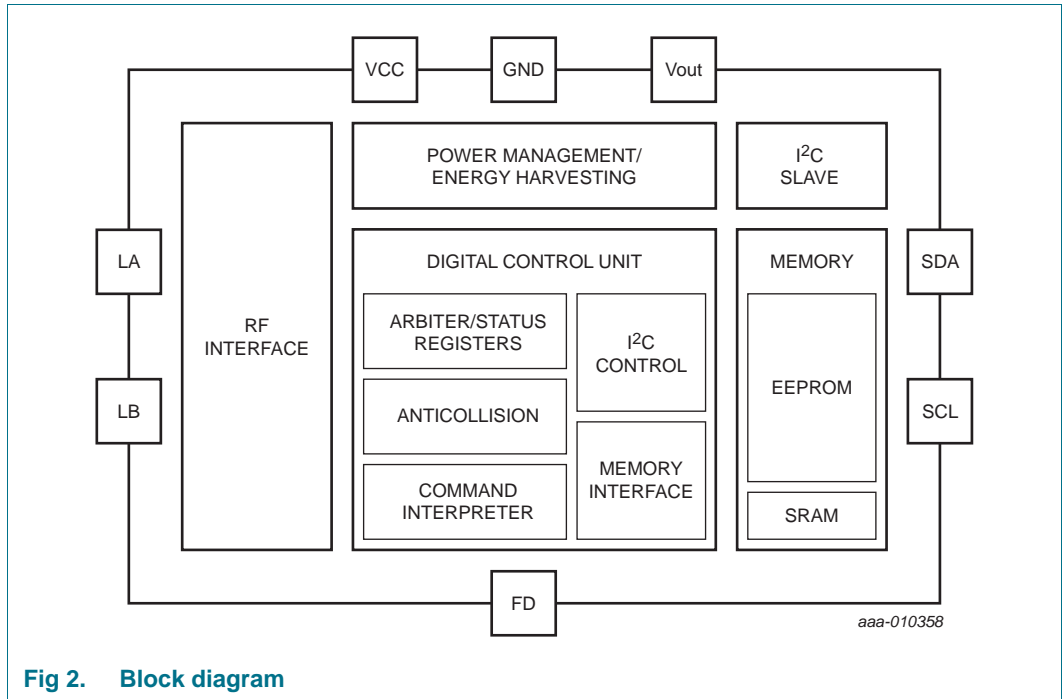 VCC
GND
Vout
POWER MANAGEMENT/
ENERGY HARVESTING
I²C
SLAVE
LA
LB
RF
INTERFACE
DIGITAL CONTROL UNIT
ARBITER/STATUS
REGISTERS
ANTICOLLISION
COMMAND
INTERPRETER
I²C
CONTROL
MEMORY
INTERFACE
MEMORY
EEPROM
SRAM
SDA
SCL
FD
aaa-010358
Fig 2. Block diagram